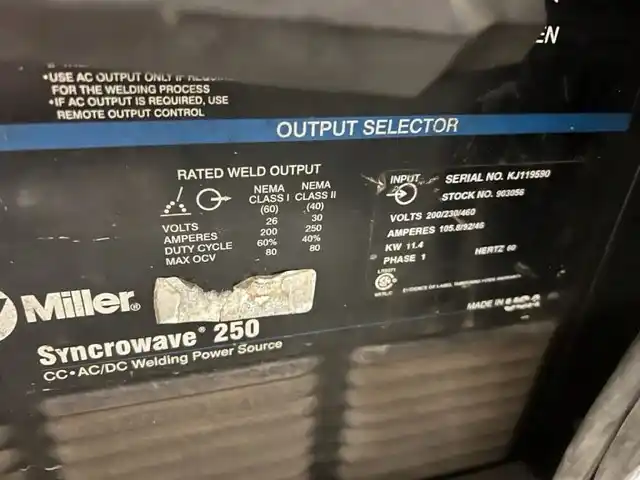 EN
•USE AC OUTPUT ONLY IF
FOR THE WELDING PROCESS
•IF AC OUTPUT IS REQUIRED, USE
REMOTE OUTPUT CONTROL
OUTPUT SELECTOR
RATED WELD OUTPUT
NEMA CLASS I (60) NEMA CLASS II (40)
VOLTS 26 30
AMPERES 200 250
DUTY CYCLE 60% 40%
MAX OCV 80 80
INPUT
SERIAL NO. KJ119590
STOCK NO. 903056
VOLTS 200/230/460
AMPERES 105.8/92/46
KW 11.4 HERTZ 60
PHASE 1
MADE IN
Miller®
Syncrowave® 250
CC•AC/DC Welding Power Source